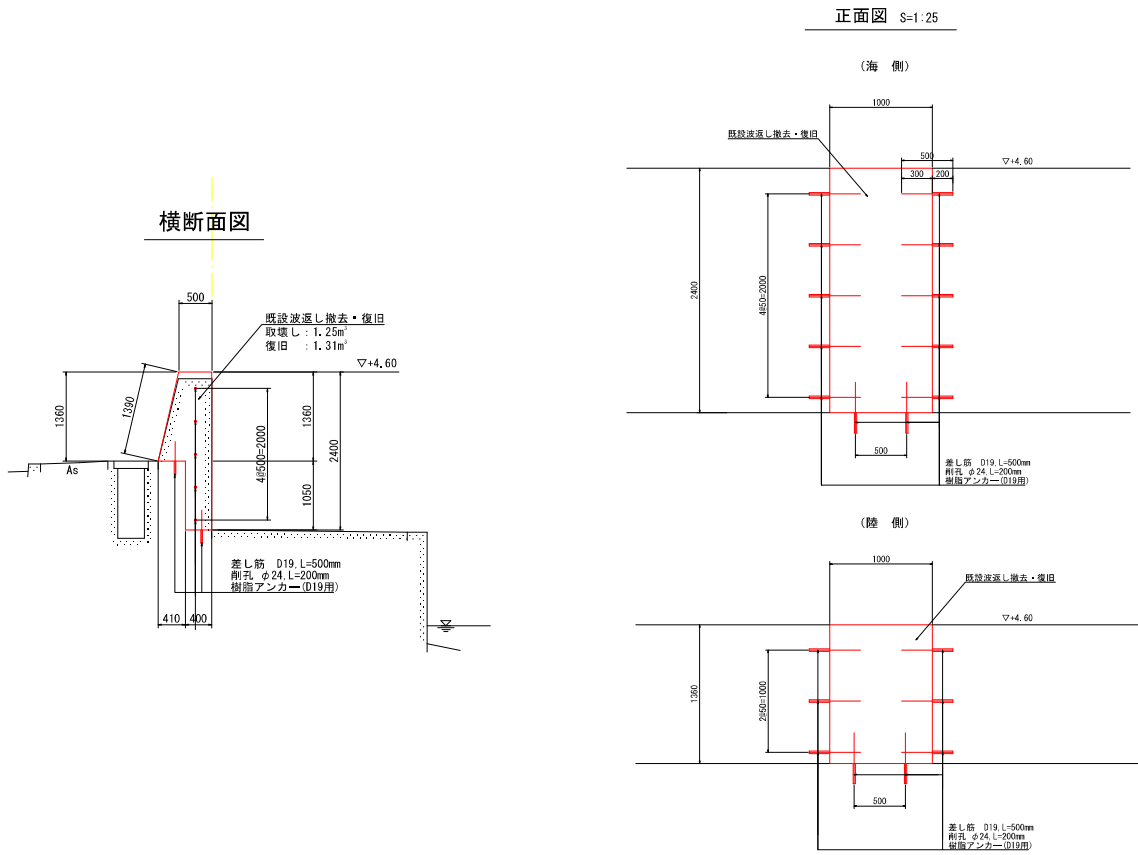 横断面図
500
既設波返し撤去・復旧
取壊し：1.25m³
復旧　：1.31m³
▽+4.60
1360
1390
1360
2400
4@500=2000
1050
As
差し筋　D19, L=500mm
削孔 φ24, L=200mm
樹脂アンカー(D19用)
410
400
正面図 S=1:25
(海 側)
1000
既設波返し撤去・復旧
500
300
200
▽+4.60
2400
4@50=2000
500
差し筋　D19, L=500mm
削孔 φ24, L=200mm
樹脂アンカー(D19用)
(陸 側)
1000
既設波返し撤去・復旧
▽+4.60
1360
2@50=1000
500
差し筋　D19, L=500mm
削孔 φ24, L=200mm
樹脂アンカー(D19用)